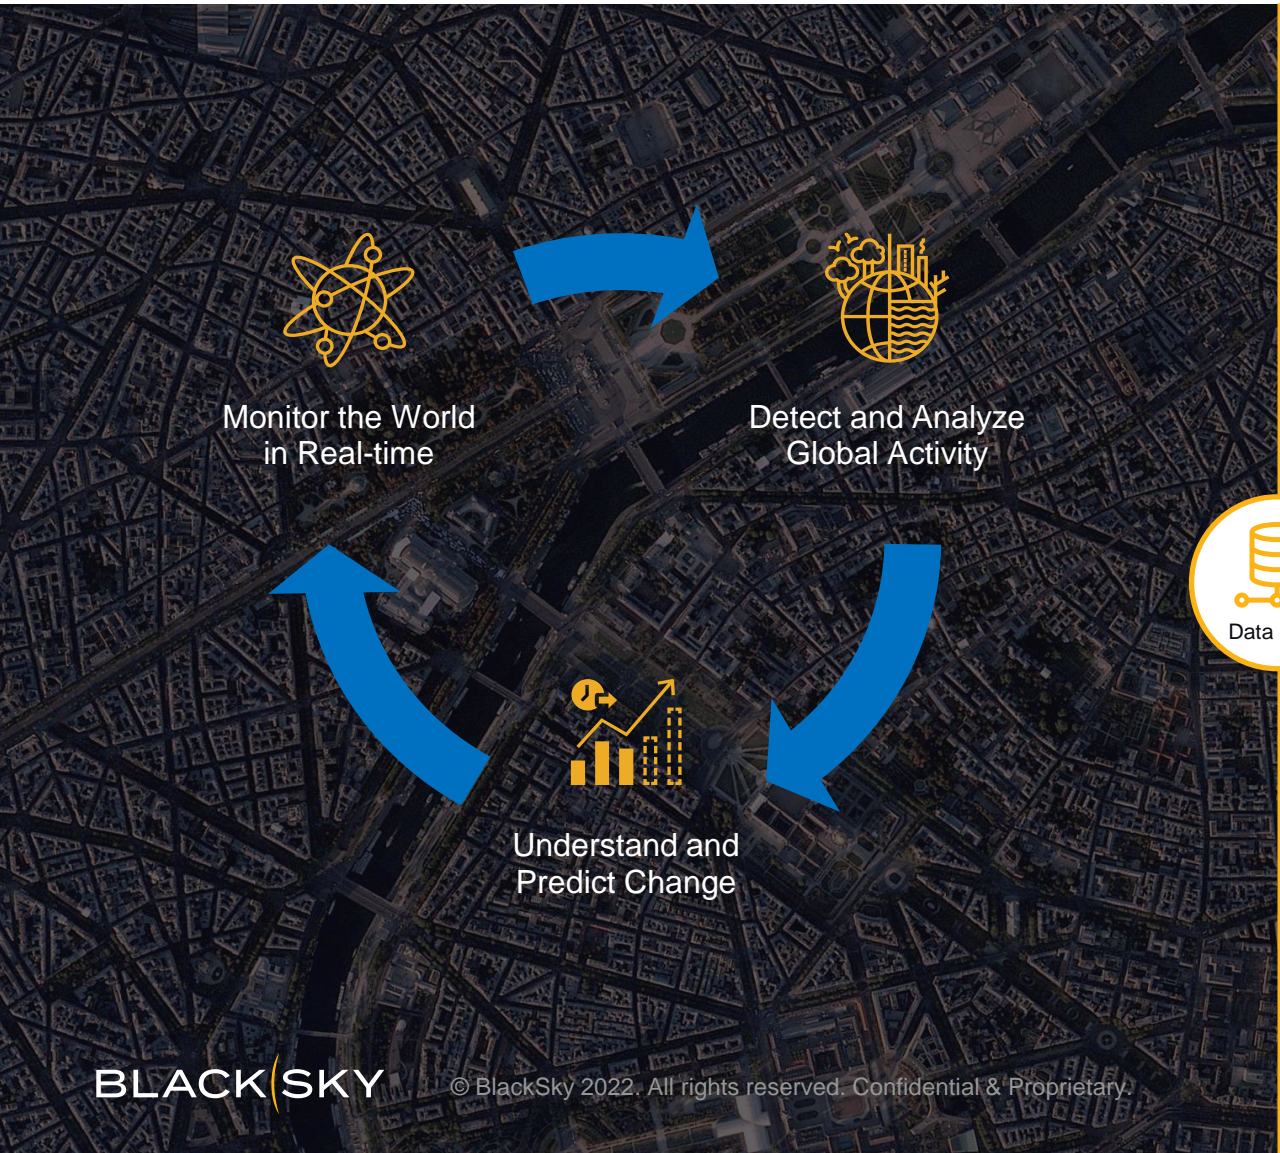 Monitor the World
in Real-time
Detect and Analyze
Global Activity
Data
Understand and
Predict Change
BLACKSKY
© BlackSky 2022. All rights reserved. Confidential & Proprietary.